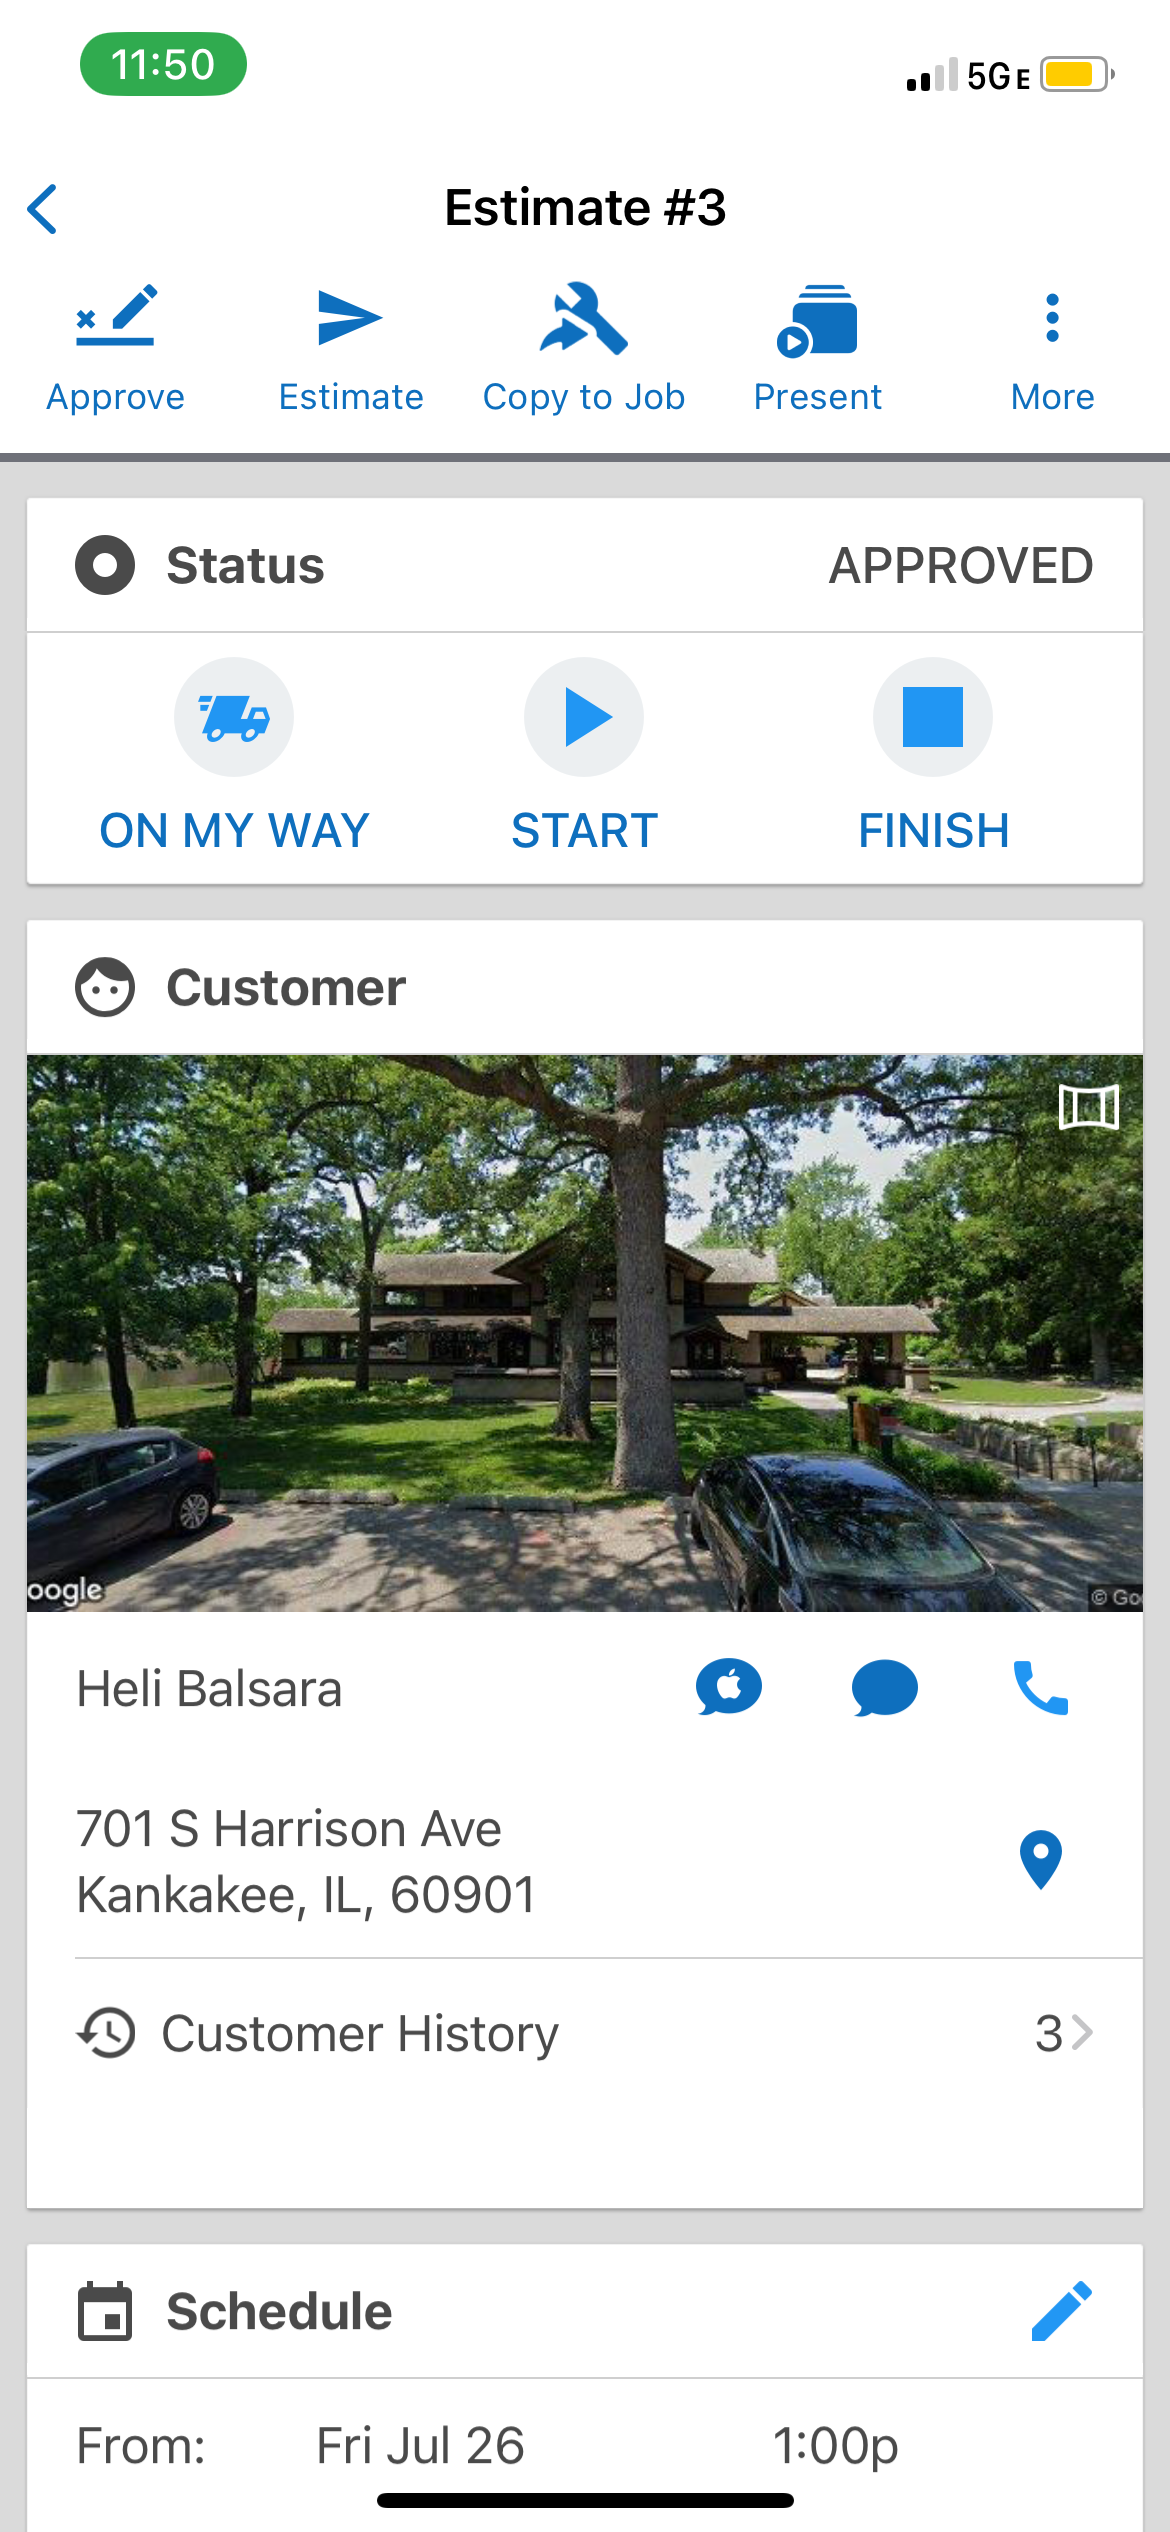 11:50
5GE
Estimate #3
Approve Estimate Copy to Job Present More
Status APPROVED
ON MY WAY START FINISH
Customer
oogle
© Go
Heli Balsara
701 S Harrison Ave
Kankakee, IL, 60901
Customer History 3
Schedule
From: Fri Jul 26 1:00p